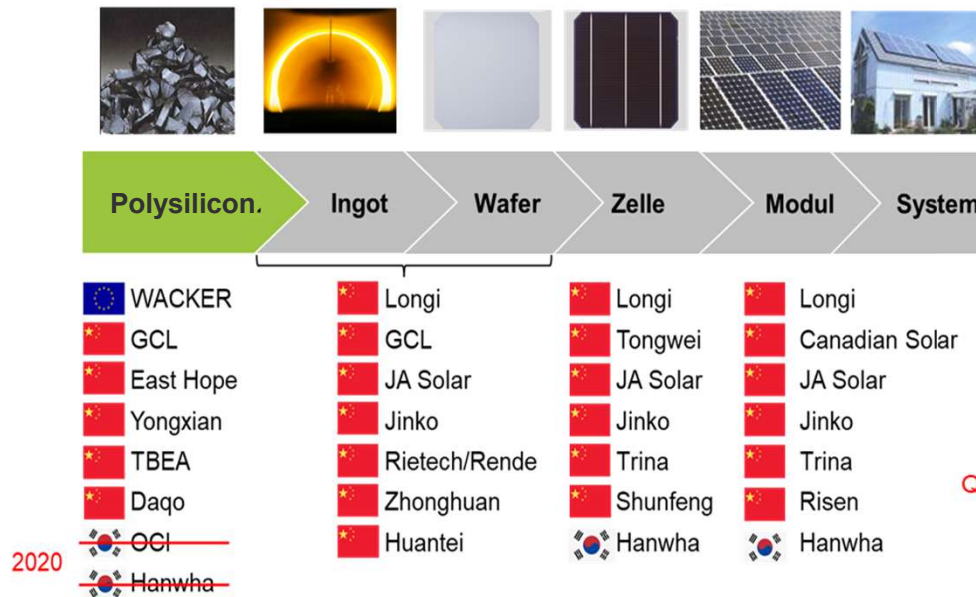 Polysilicon.
Ingot
Wafer
Zelle
Modul
System
WACKER
GCL
East Hope
Yongxian
TBEA
Daqo
OCI
Hanwha
2020
Longi
GCL
JA Solar
Jinko
Rietech/Rende
Zhonghuan
Huantei
Longi
Tongwei
JA Solar
Jinko
Trina
Shunfeng
Hanwha
Longi
Canadian Solar
JA Solar
Jinko
Trina
Risen
Hanwha
Q